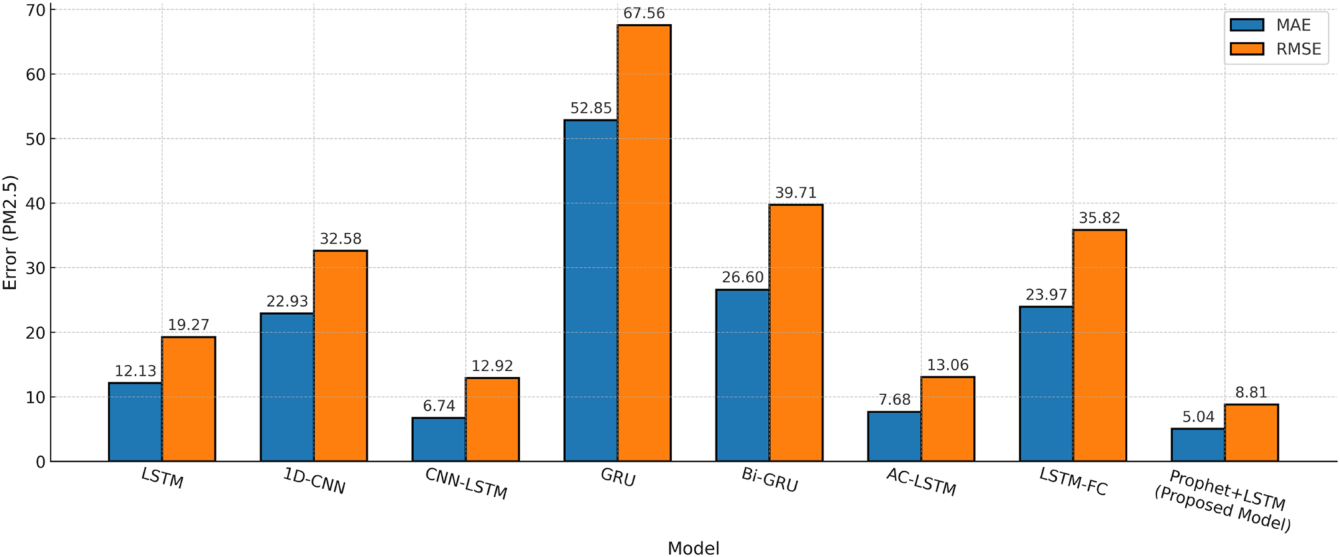 70
60
50
40
30
20
10
0
Error (PM2.5)
MAE
RMSE
12.13
19.27
22.93
32.58
6.74
12.92
52.85
67.56
26.60
39.71
7.68
13.06
23.97
35.82
5.04
8.81
LSTM
1D-CNN
CNN-LSTM
GRU
Bi-GRU
AC-LSTM
LSTM-FC
Prophet+LSTM
(Proposed Model)
Model